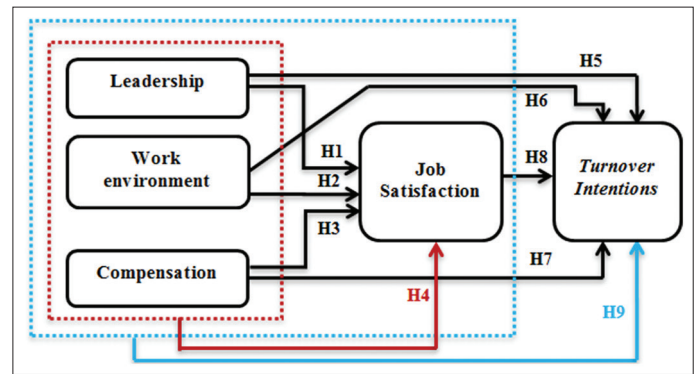 Leadership
H5
H6
Work
environment
H1
H2
H3
Job
Satisfaction
H8
Turnover
Intentions
Compensation
H7
H4
H9